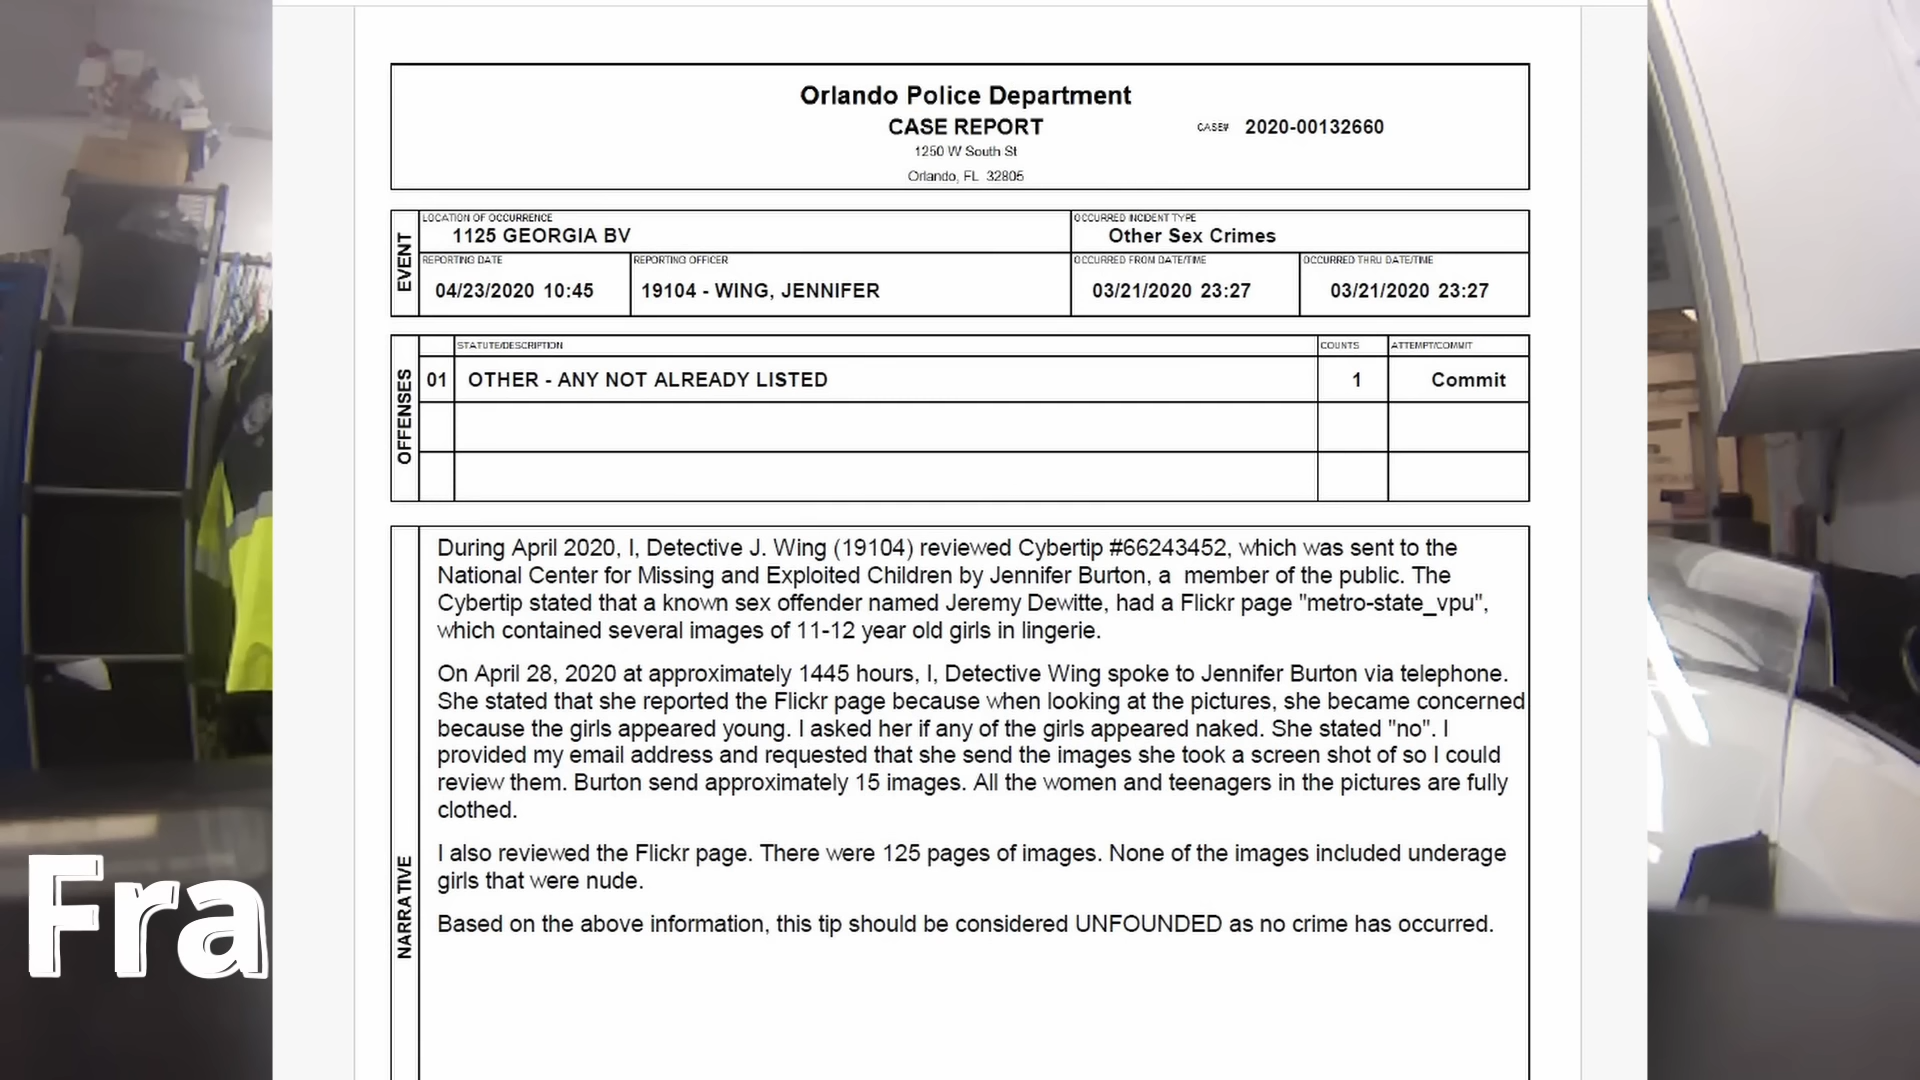 Orlando Police Department
CASE REPORT
CASE# 2020-00132660
1250 W South St
Orlando, FL 32805
EVENT
LOCATION OF OCCURRENCE
1125 GEORGIA BV
OCCURRED INCIDENT TYPE
Other Sex Crimes
REPORTING DATE
04/23/2020 10:45
REPORTING OFFICER
19104 - WING, JENNIFER
OCCURRED FROM DATE/TIME
03/21/2020 23:27
OCCURRED THRU DATE/TIME
03/21/2020 23:27
OFFENSES
STATUTE/DESCRIPTION COUNTS ATTEMPT/COMMIT
01 OTHER - ANY NOT ALREADY LISTED 1 Commit
NARRATIVE
During April 2020, I, Detective J. Wing (19104) reviewed Cybertip #66243452, which was sent to the
National Center for Missing and Exploited Children by Jennifer Burton, a member of the public. The
Cybertip stated that a known sex offender named Jeremy Dewitte, had a Flickr page "metro-state_vpu",
which contained several images of 11-12 year old girls in lingerie.
On April 28, 2020 at approximately 1445 hours, I, Detective Wing spoke to Jennifer Burton via telephone.
She stated that she reported the Flickr page because when looking at the pictures, she became concerned
because the girls appeared young. I asked her if any of the girls appeared naked. She stated "no". I
provided my email address and requested that she send the images she took a screen shot of so I could
review them. Burton send approximately 15 images. All the women and teenagers in the pictures are fully
clothed.
I also reviewed the Flickr page. There were 125 pages of images. None of the images included underage
girls that were nude.
Based on the above information, this tip should be considered UNFOUNDED as no crime has occurred.
Fra